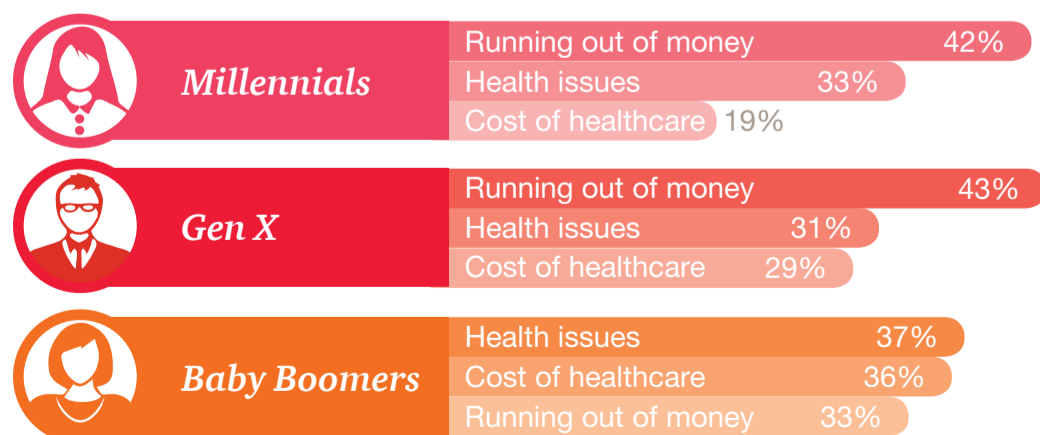 Millennials
Running out of money 42%
Health issues 33%
Cost of healthcare 19%
Gen X
Running out of money 43%
Health issues 31%
Cost of healthcare 29%
Baby Boomers
Health issues 37%
Cost of healthcare 36%
Running out of money 33%